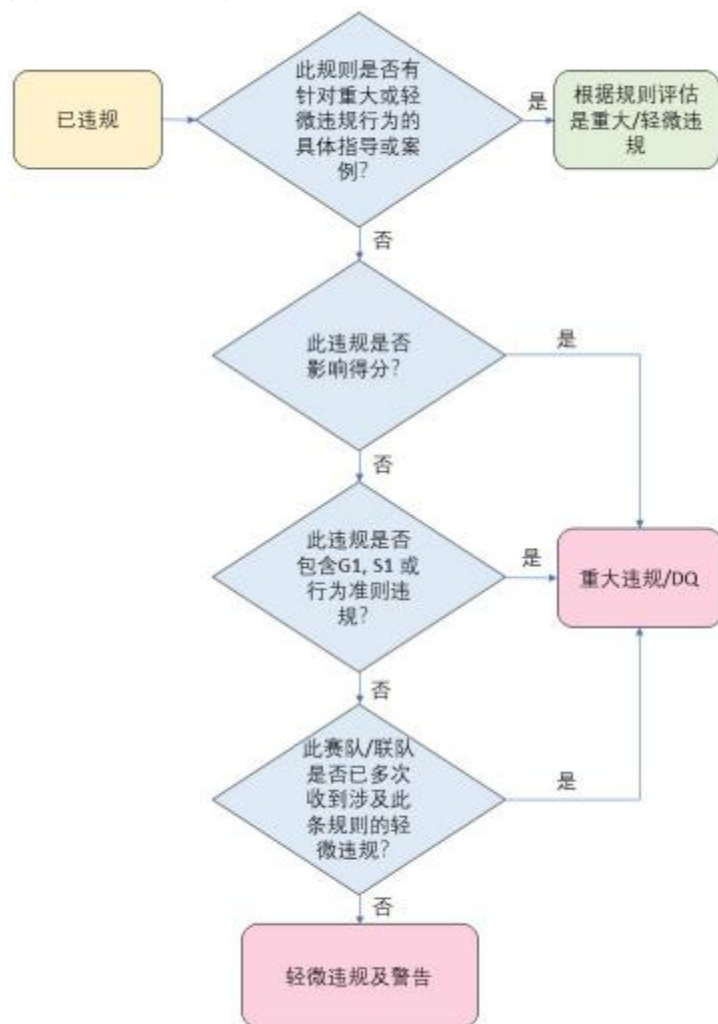 已违规
此规则是否有
针对重大或轻
微违规行为的
具体指导或案
例?
是
根据规则评估
是重大/轻微违
规
否
此违规是否
影响得分?
是
否
此违规是否
包含G1, S1 或
行为准则违
规?
是
重大违规/DQ
否
此赛队/联队
是否已多次
收到涉及此
条规则的轻
微违规?
是
否
轻微违规及警告